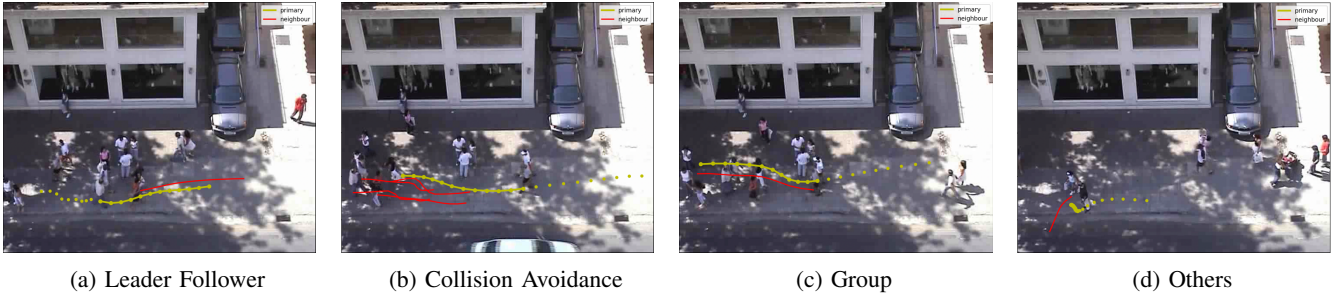 primary
neighbour
primary
neighbour
primary
neighbour
primary
neighbour
(a) Leader Follower
(b) Collision Avoidance
(c) Group
(d) Others